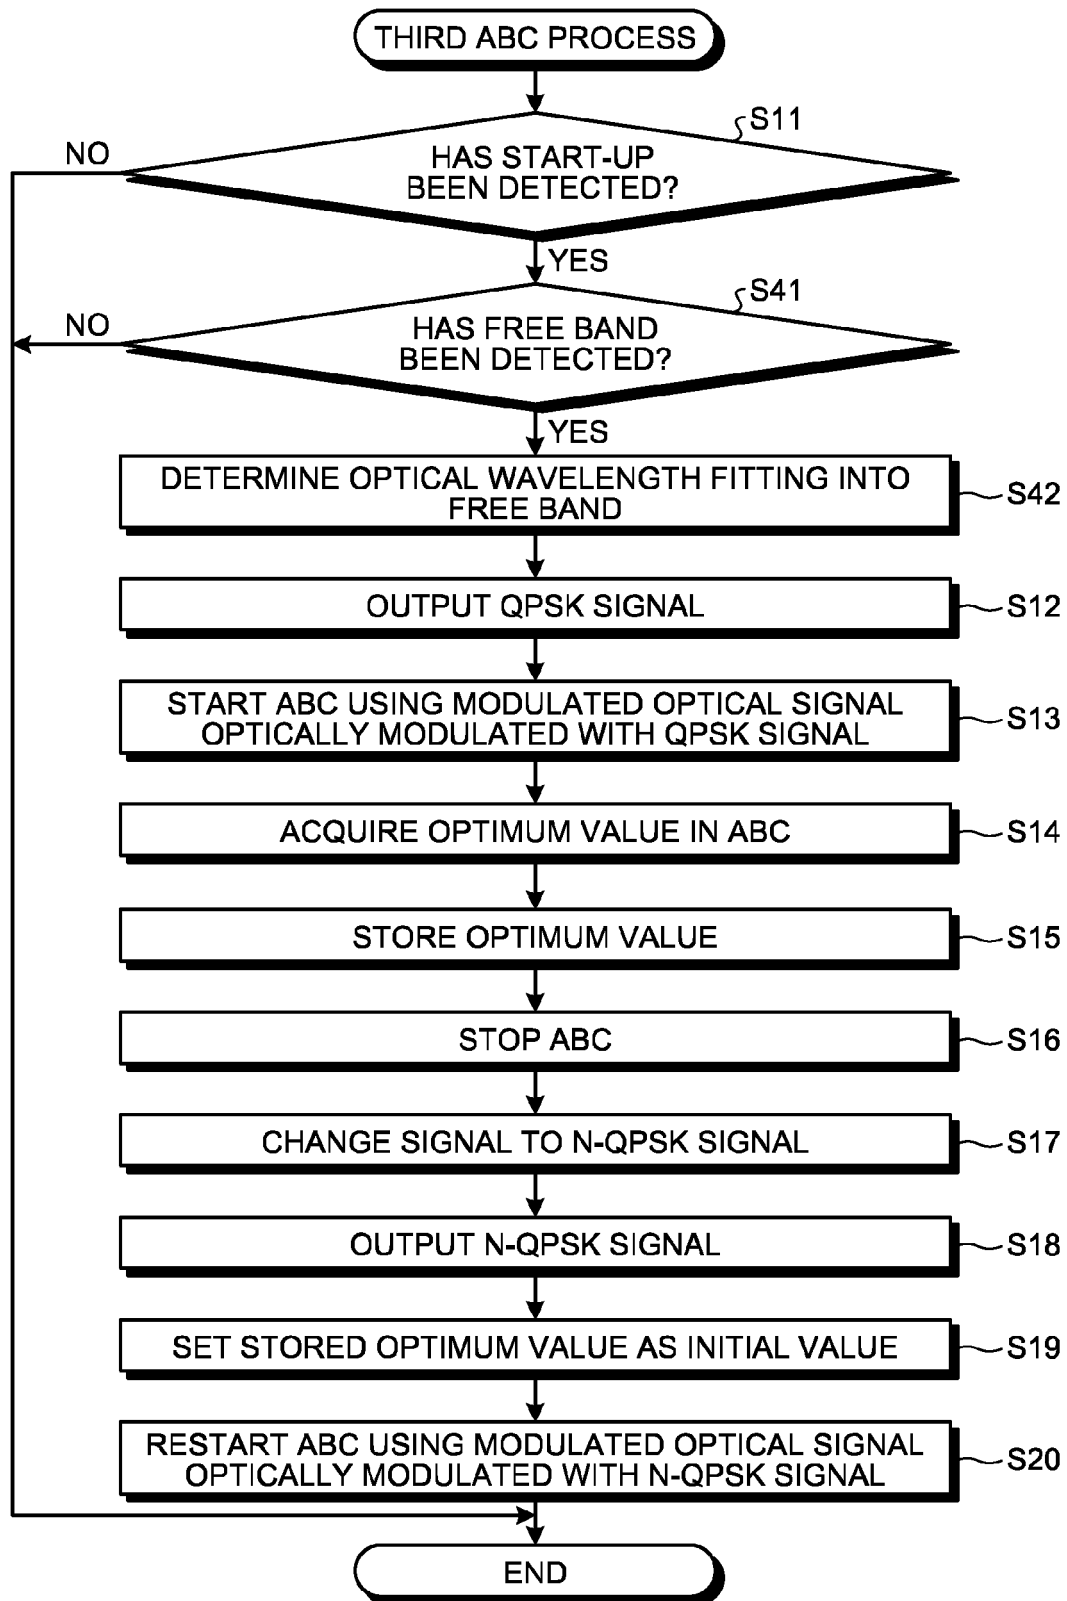 THIRD ABC PROCESS
S11
NO
HAS START-UP
BEEN DETECTED?
YES
S41
NO
HAS FREE BAND
BEEN DETECTED?
YES
DETERMINE OPTICAL WAVELENGTH FITTING INTO
FREE BAND
S42
OUTPUT QPSK SIGNAL
S12
START ABC USING MODULATED OPTICAL SIGNAL
OPTICALLY MODULATED WITH QPSK SIGNAL
S13
ACQUIRE OPTIMUM VALUE IN ABC
S14
STORE OPTIMUM VALUE
S15
STOP ABC
S16
CHANGE SIGNAL TO N-QPSK SIGNAL
S17
OUTPUT N-QPSK SIGNAL
S18
SET STORED OPTIMUM VALUE AS INITIAL VALUE
S19
RESTART ABC USING MODULATED OPTICAL SIGNAL
OPTICALLY MODULATED WITH N-QPSK SIGNAL
S20
END